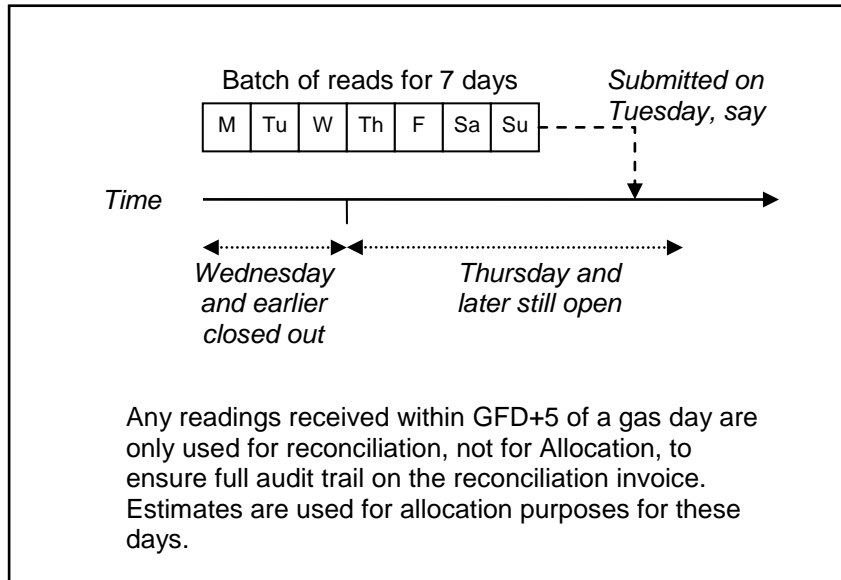 Batch of reads for 7 days
Submitted on
Tuesday, say
M Tu W Th F Sa Su
Time
Wednesday
and earlier
closed out
Thursday and
later still open
Any readings received within GFD+5 of a gas day are
only used for reconciliation, not for Allocation, to
ensure full audit trail on the reconciliation invoice.
Estimates are used for allocation purposes for these
days.